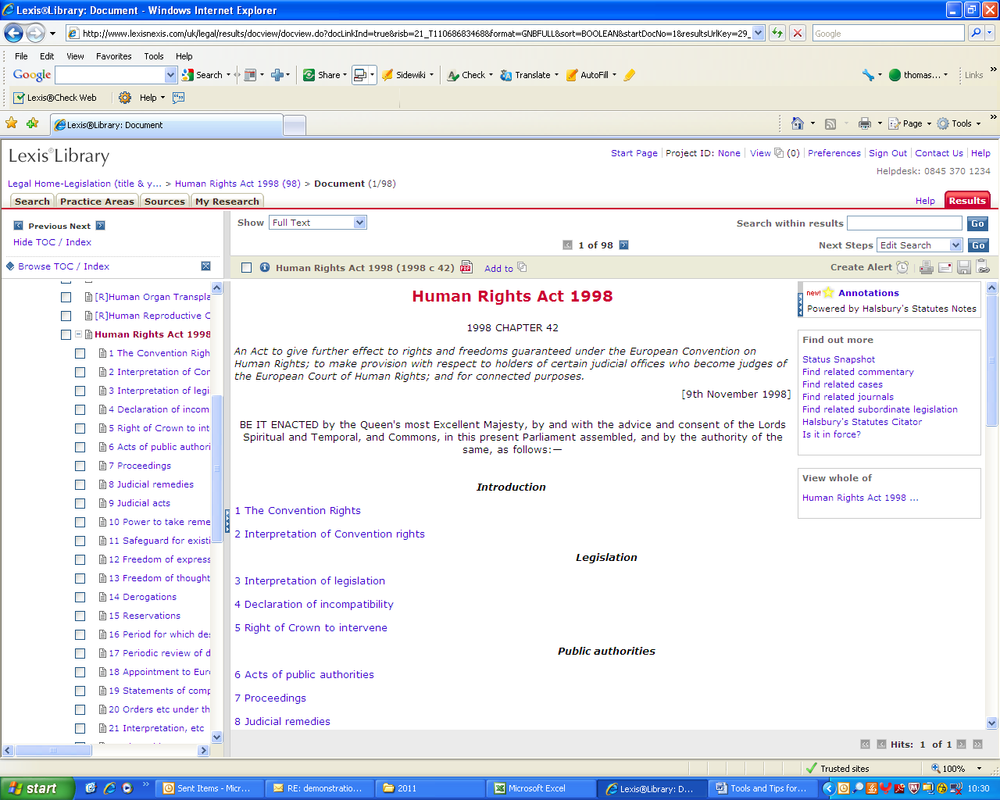 Lexis®Library: Document - Windows Internet Explorer
http://www.lexisnexis.com/uk/legal/results/docview/docview.do?docLinkInd=true&risb=21_T11068683468&format=GNBFULL&sort=BOOLEAN&startDocNo=1&resultsUrlKey=29_
Google
File Edit View Favorites Tools Help
Google Search Share Sidewiki Check Translate AutoFill thomas... Links
Lexis®Check Web Help
Lexis®Library: Document
Page Tools
Lexis®Library
Start Page Project ID: None View (0) Preferences Sign Out Contact Us Help
Helpdesk: 0845 370 1234
Legal Home-Legislation (title & y... > Human Rights Act 1998 (98) > Document (1/98)
Search Practice Areas Sources My Research
Help Results
Previous Next
Hide TOC / Index
Browse TOC / Index
Show Full Text
Search within results Go
1 of 98
Next Steps Edit Search Go
Human Rights Act 1998 (1998 c 42) PDF Add to
Create Alert
[R]Human Organ Transpla
[R]Human Reproductive C
Human Rights Act 1998
1 The Convention Righ
2 Interpretation of Con
3 Interpretation of legi
4 Declaration of incom
5 Right of Crown to int
6 Acts of public authori
7 Proceedings
8 Judicial remedies
9 Judicial acts
10 Power to take reme
11 Safeguard for existi
12 Freedom of express
13 Freedom of thought
14 Derogations
15 Reservations
16 Period for which des
17 Periodic review of d
18 Appointment to Euro
19 Statements of comp
20 Orders etc under th
21 Interpretation, etc
Human Rights Act 1998
1998 CHAPTER 42
An Act to give further effect to rights and freedoms guaranteed under the European Convention on
Human Rights; to make provision with respect to holders of certain judicial offices who become judges of
the European Court of Human Rights; and for connected purposes.
[9th November 1998]
BE IT ENACTED by the Queen's most Excellent Majesty, by and with the advice and consent of the Lords
Spiritual and Temporal, and Commons, in this present Parliament assembled, and by the authority of the
same, as follows:—
Introduction
1 The Convention Rights
2 Interpretation of Convention rights
Legislation
3 Interpretation of legislation
4 Declaration of incompatibility
5 Right of Crown to intervene
Public authorities
6 Acts of public authorities
7 Proceedings
8 Judicial remedies
new! Annotations
Powered by Halsbury's Statutes Notes
Find out more
Status Snapshot
Find related commentary
Find related cases
Find related journals
Find related subordinate legislation
Halsbury's Statutes Citator
Is it in force?
View whole of
Human Rights Act 1998 ...
Hits: 1 of 1
Trusted sites 100%
start Sent Items - Micr... RE: demonstratio... 2011 Microsoft Excel Lexis®Library: D... Tools and Tips for... 10:30